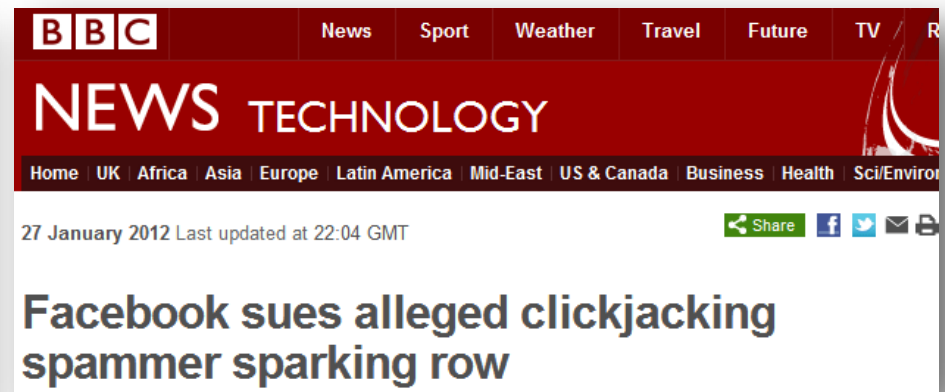 BBC News Sport Weather Travel Future TV
NEWS TECHNOLOGY
Home UK Africa Asia Europe Latin America Mid-East US & Canada Business Health Sci/Environ
27 January 2012 Last updated at 22:04 GMT Share f
Facebook sues alleged clickjacking
spammer sparking row